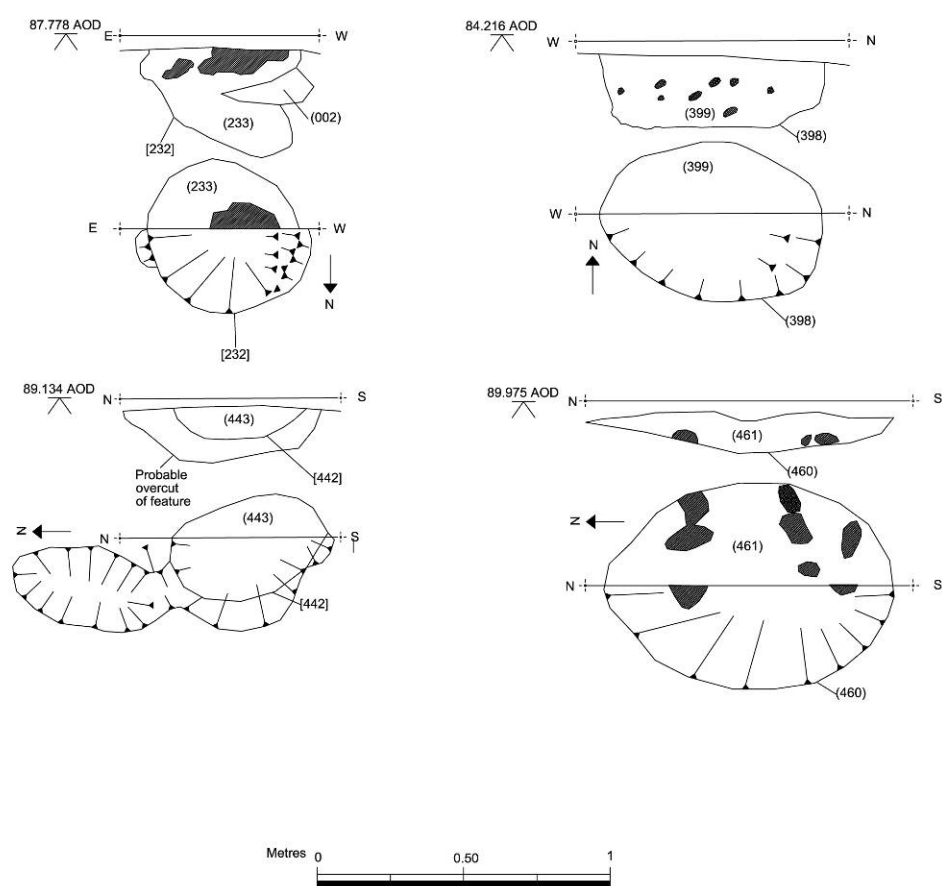 87.778 AOD
E
W
(233)
(002)
[232]
(233)
E
W
N
[232]
84.216 AOD
W
N
(399)
(398)
(399)
W
N
N
(398)
89.134 AOD
N
S
(443)
[442]
Probable
overcut
of feature
N
(443)
N
S
[442]
89.975 AOD
N
S
(461)
(460)
N
(461)
N
S
(460)
Metres
0
0.50
1